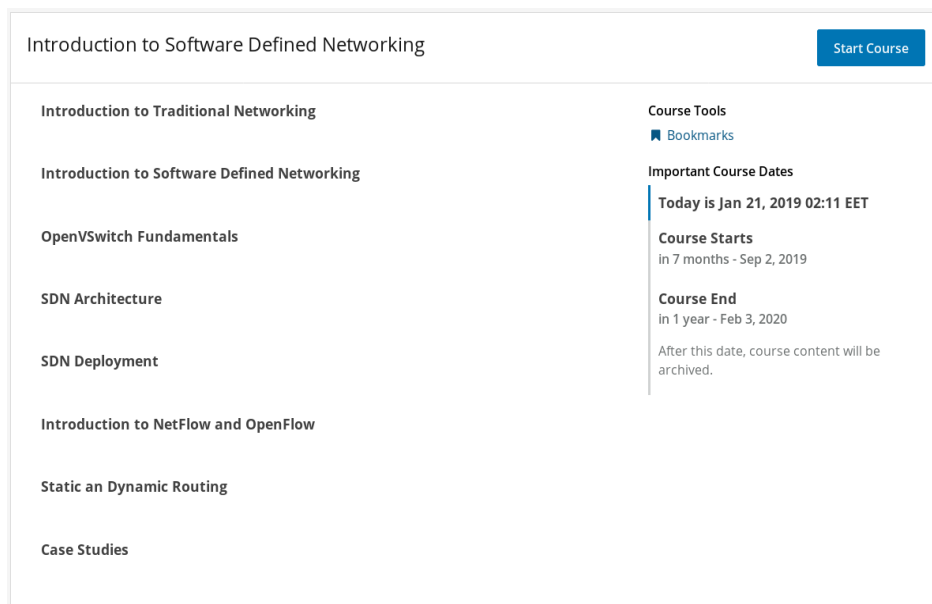 Introduction to Software Defined Networking
Start Course
Introduction to Traditional Networking
Introduction to Software Defined Networking
OpenVSwitch Fundamentals
SDN Architecture
SDN Deployment
Introduction to NetFlow and OpenFlow
Static an Dynamic Routing
Case Studies
Course Tools
Bookmarks
Important Course Dates
Today is Jan 21, 2019 02:11 EET
Course Starts
in 7 months - Sep 2, 2019
Course End
in 1 year - Feb 3, 2020
After this date, course content will be
archived.